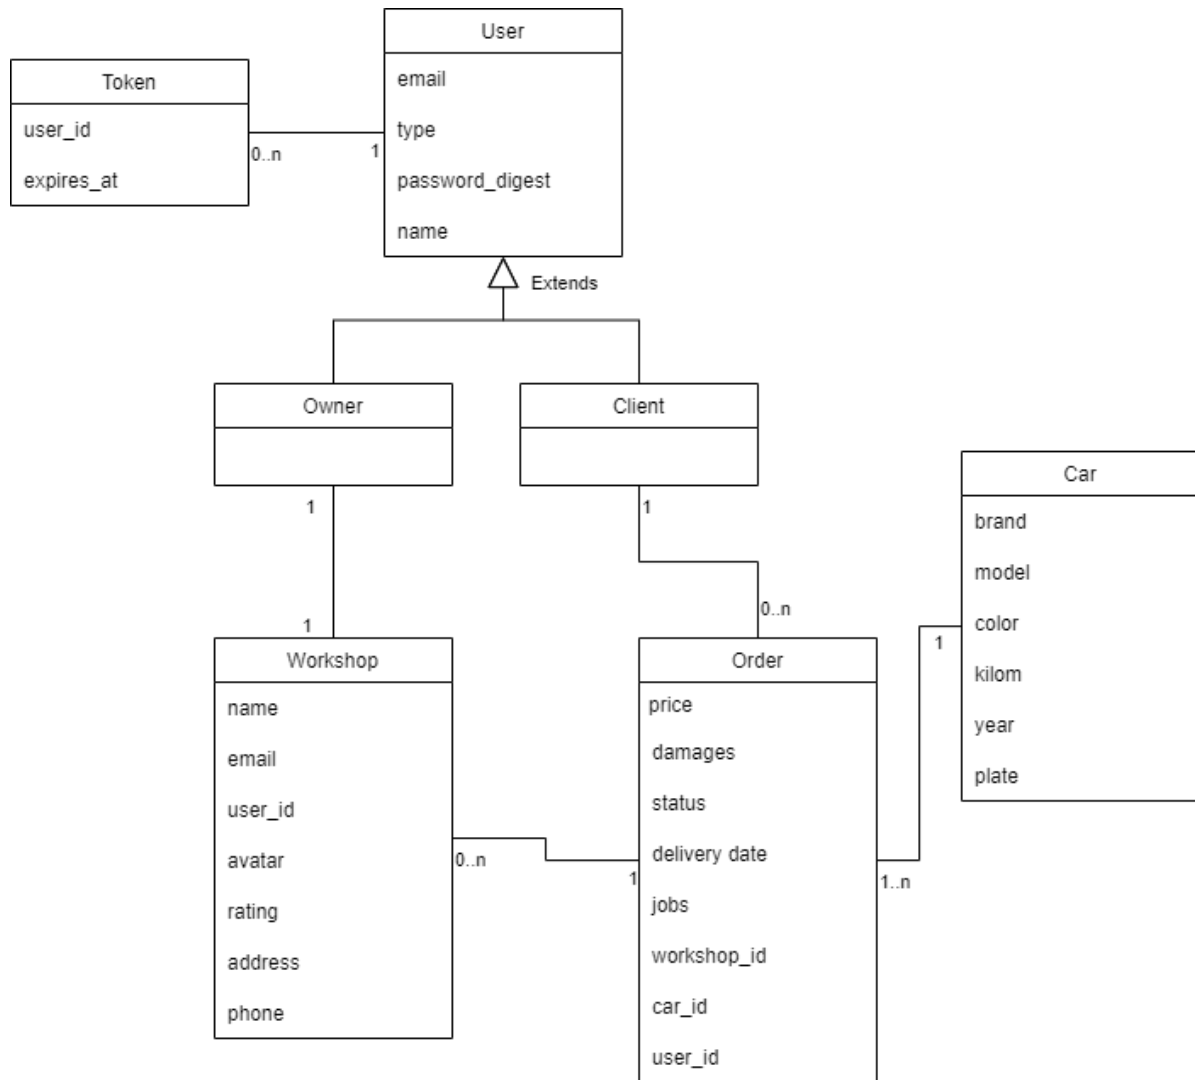 User
email
type
password_digest
name
Token
user_id
expires_at
0..n
1
Extends
Owner
Client
1
1
Car
brand
model
color
kilom
year
plate
1
0..n
1
Workshop
name
email
user_id
avatar
rating
address
phone
0..n
1
Order
price
damages
status
delivery date
jobs
workshop_id
car_id
user_id
1..n